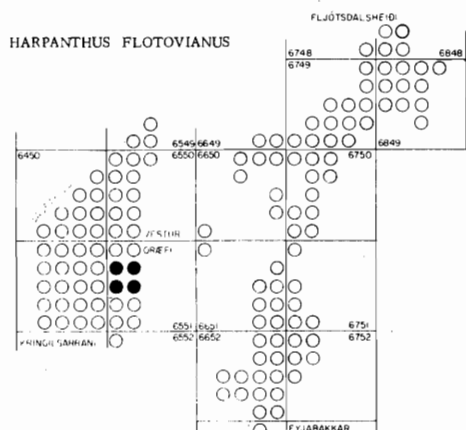 FLJÓTSDALSHEIÐI
HARPANTHUS FLOTOVIANUS
6748 6848
6749
6549 6649
6450 6550 6650 6750 6849
VESTUR
ÖRÆFI
6551 6651 6751
KRINGILSÁRRANI 6552 6652 6752
EYJABAKKAR